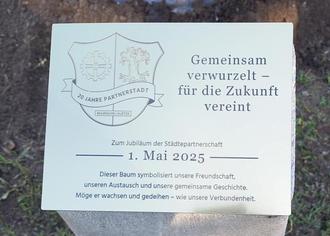 20 JAHRE PARTNERSTADT
Gemeinsam
verwurzelt –
für die Zukunft
vereint
Zum Jubiläum der Städtepartnerschaft
1. Mai 2025
Dieser Baum symbolisiert unsere Freundschaft,
unseren Austausch und unsere gemeinsame Geschichte.
Möge er wachsen und gedeihen – wie unsere Verbundenheit.